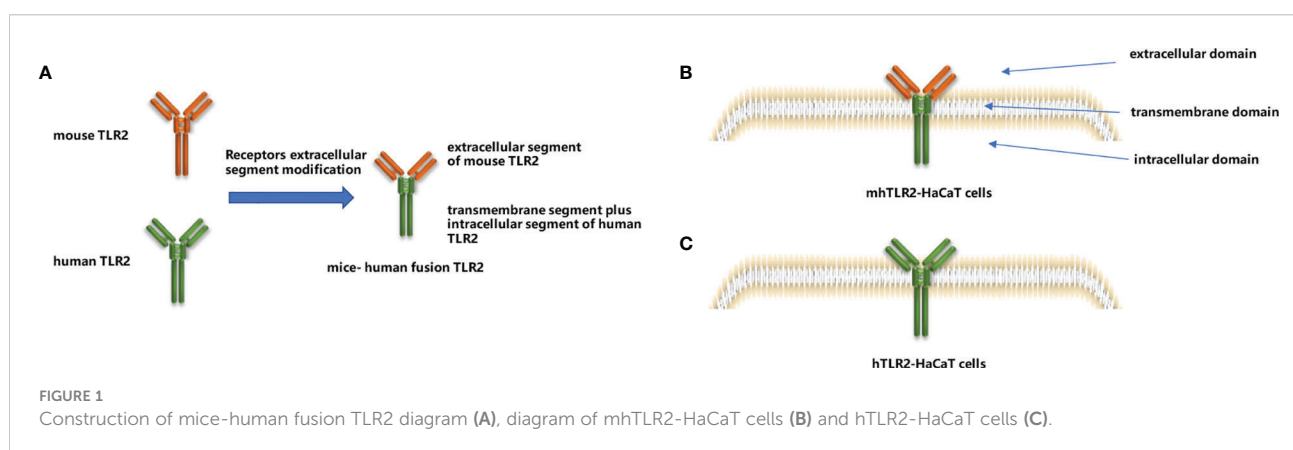 A
mouse TLR2
human TLR2
Receptors extracellular
segment modification
extracellular segment
of mouse TLR2
transmembrane segment plus
intracellular segment of human
TLR2
mice- human fusion TLR2
B
extracellular domain
transmembrane domain
intracellular domain
mhTLR2-HaCaT cells
C
hTLR2-HaCaT cells
FIGURE 1
Construction of mice-human fusion TLR2 diagram (A), diagram of mhTLR2-HaCaT cells (B) and hTLR2-HaCaT cells (C).